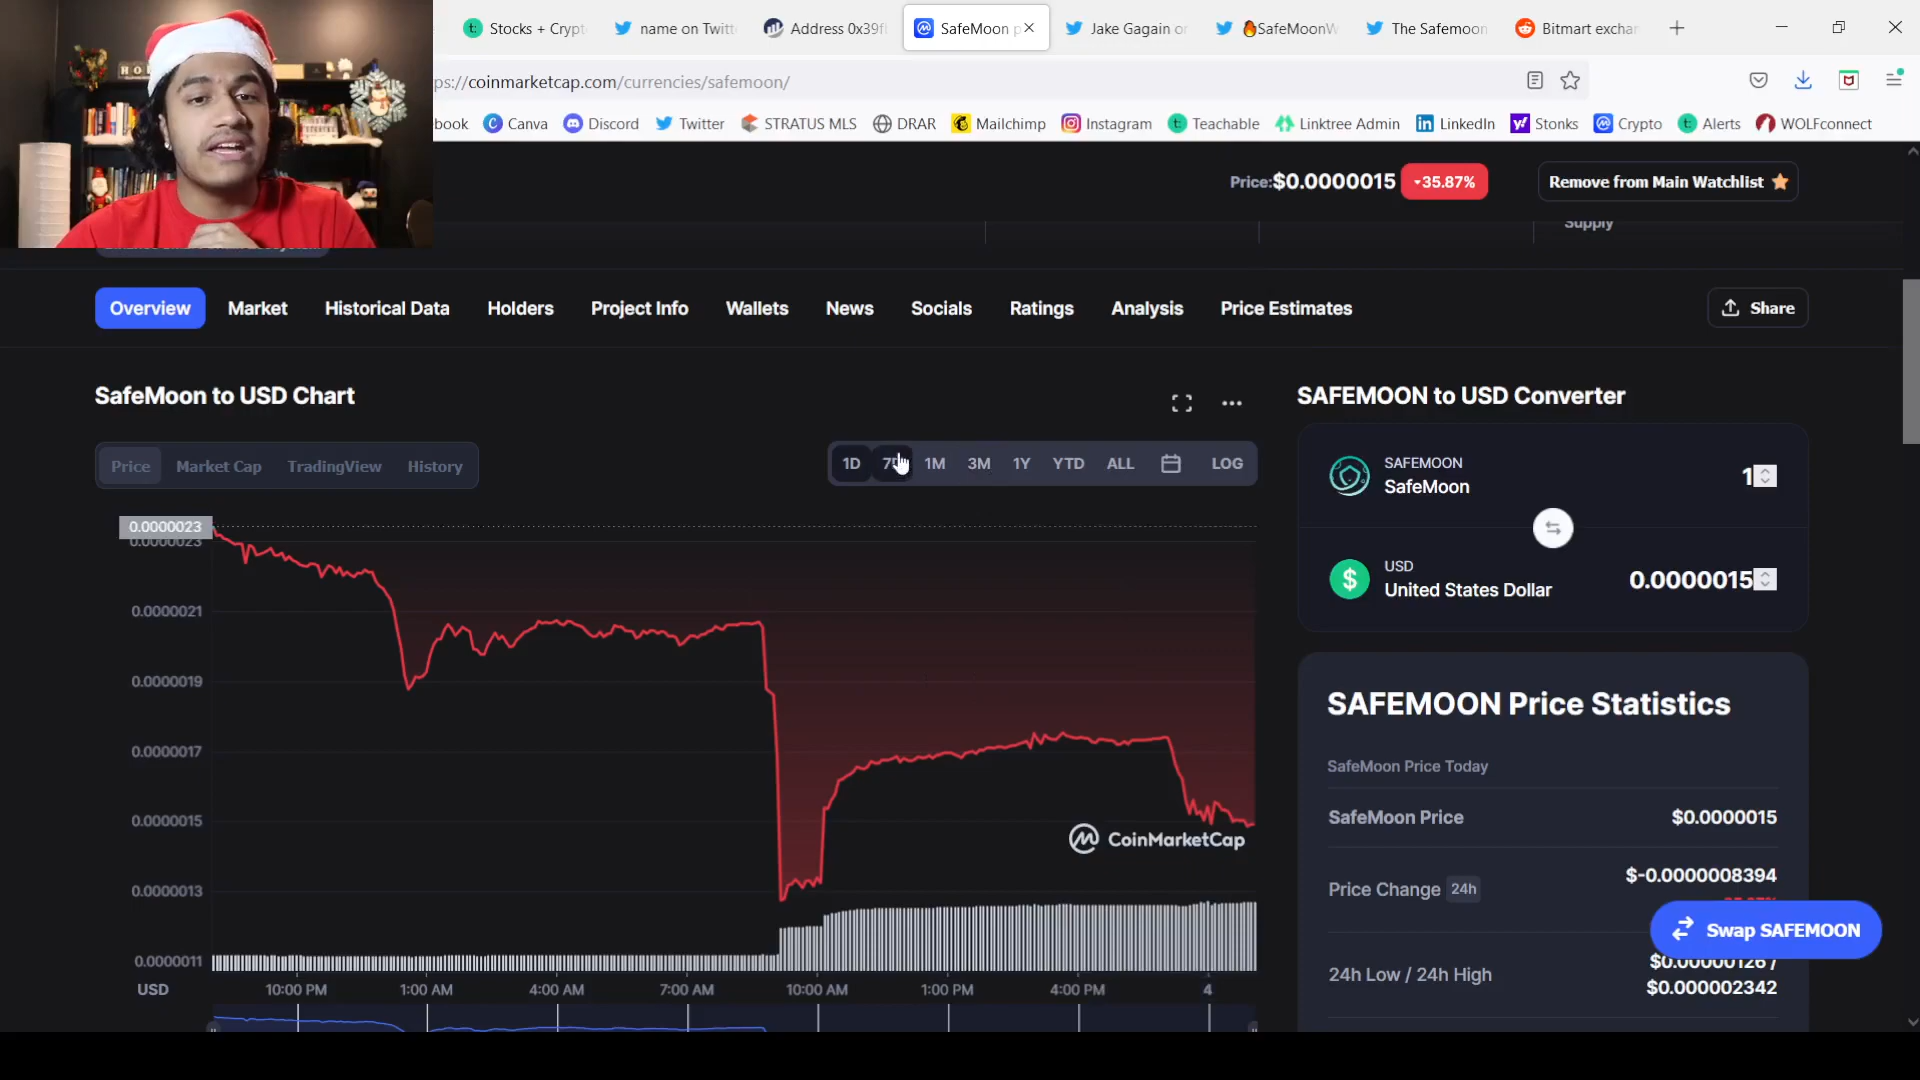 Stocks + Crypt
name on Twitt
Address 0x39f
SafeMoon p
Jake Gagain or
🔥SafeMoonW
The Safemoon
Bitmart exchar
ps://coinmarketcap.com/currencies/safemoon/
book
Canva
Discord
Twitter
STRATUS MLS
DRAR
Mailchimp
Instagram
Teachable
Linktree Admin
LinkedIn
Stonks
Crypto
Alerts
WOLFconnect
Price:$0.0000015
35.87%
Remove from Main Watchlist
Supply
Overview
Market
Historical Data
Holders
Project Info
Wallets
News
Socials
Ratings
Analysis
Price Estimates
Share
SafeMoon to USD Chart
Price
Market Cap
TradingView
History
1D
7D
1M
3M
1Y
YTD
ALL
LOG
0.0000023
0.0000023
0.0000021
0.0000019
0.0000017
0.0000015
0.0000013
0.0000011
CoinMarketCap
USD
10:00 PM
1:00 AM
4:00 AM
7:00 AM
10:00 AM
1:00 PM
4:00 PM
4
SAFEMOON to USD Converter
SAFEMOON
SafeMoon
1
USD
United States Dollar
0.0000015
SAFEMOON Price Statistics
SafeMoon Price Today
SafeMoon Price
$0.0000015
Price Change 24h
$-0.0000008394
Swap SAFEMOON
24h Low / 24h High
$0.00000126 /
$0.000002342